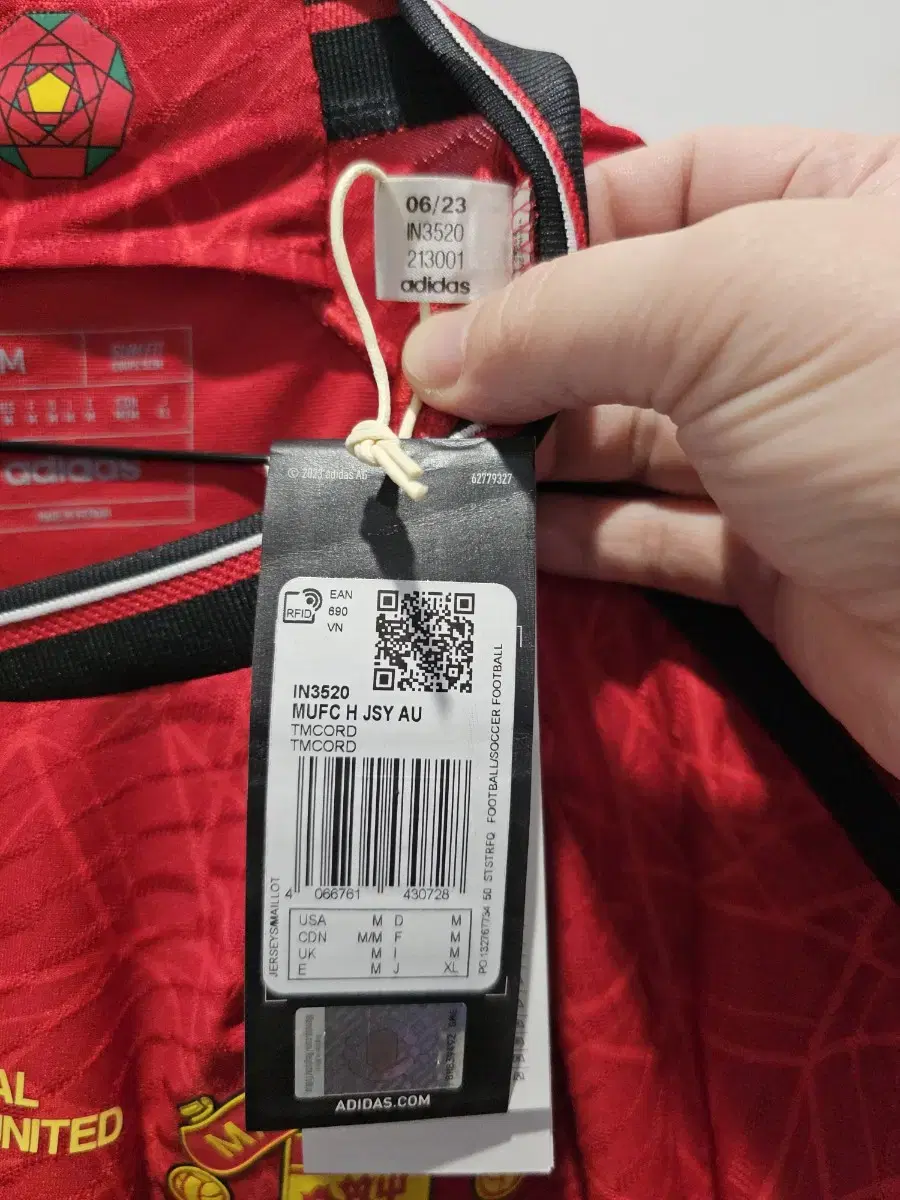 06/23
IN3520
213001
adidas
M
adidas
© 2023 adidas AG
62779327
RFID
EAN
690
VN
IN3520
MUFC H JSY AU
TMCORD
TMCORD
4 066761 430728
USA M D M
CDN M/M F M
UK M I M
E M J XL
JERSEYS/MAILLOT
FOOTBALL/SOCCER FOOTBALL
ADIDAS.COM
AL
UNITED